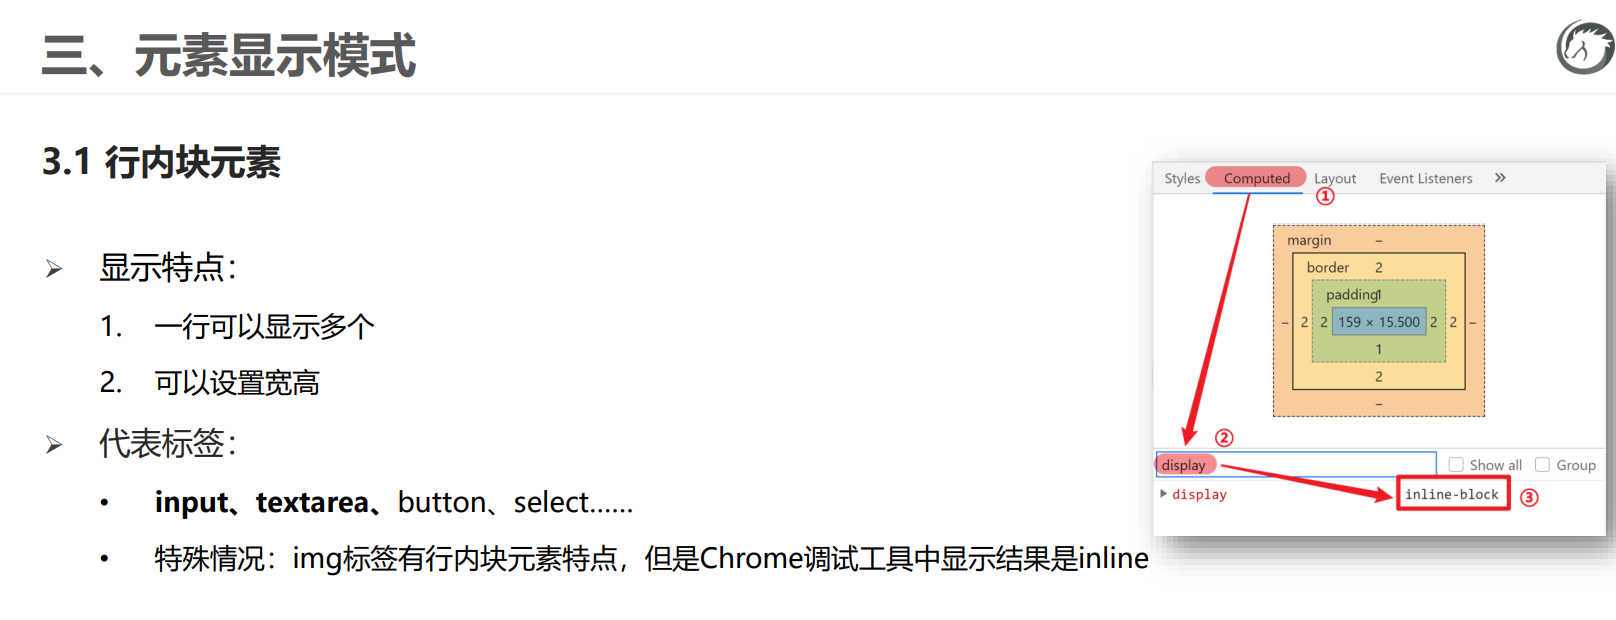 三、元素显示模式
3.1 行内块元素
➢ 显示特点：
1. 一行可以显示多个
2. 可以设置宽高
➢ 代表标签：
• input、textarea、button、select......
• 特殊情况：img标签有行内块元素特点，但是Chrome调试工具中显示结果是inline
Styles Computed Layout Event Listeners »
①
margin –
border 2
padding1
– 2 2 159 × 15.500 2 2 –
1
2
–
②
display Show all Group
display inline-block ③